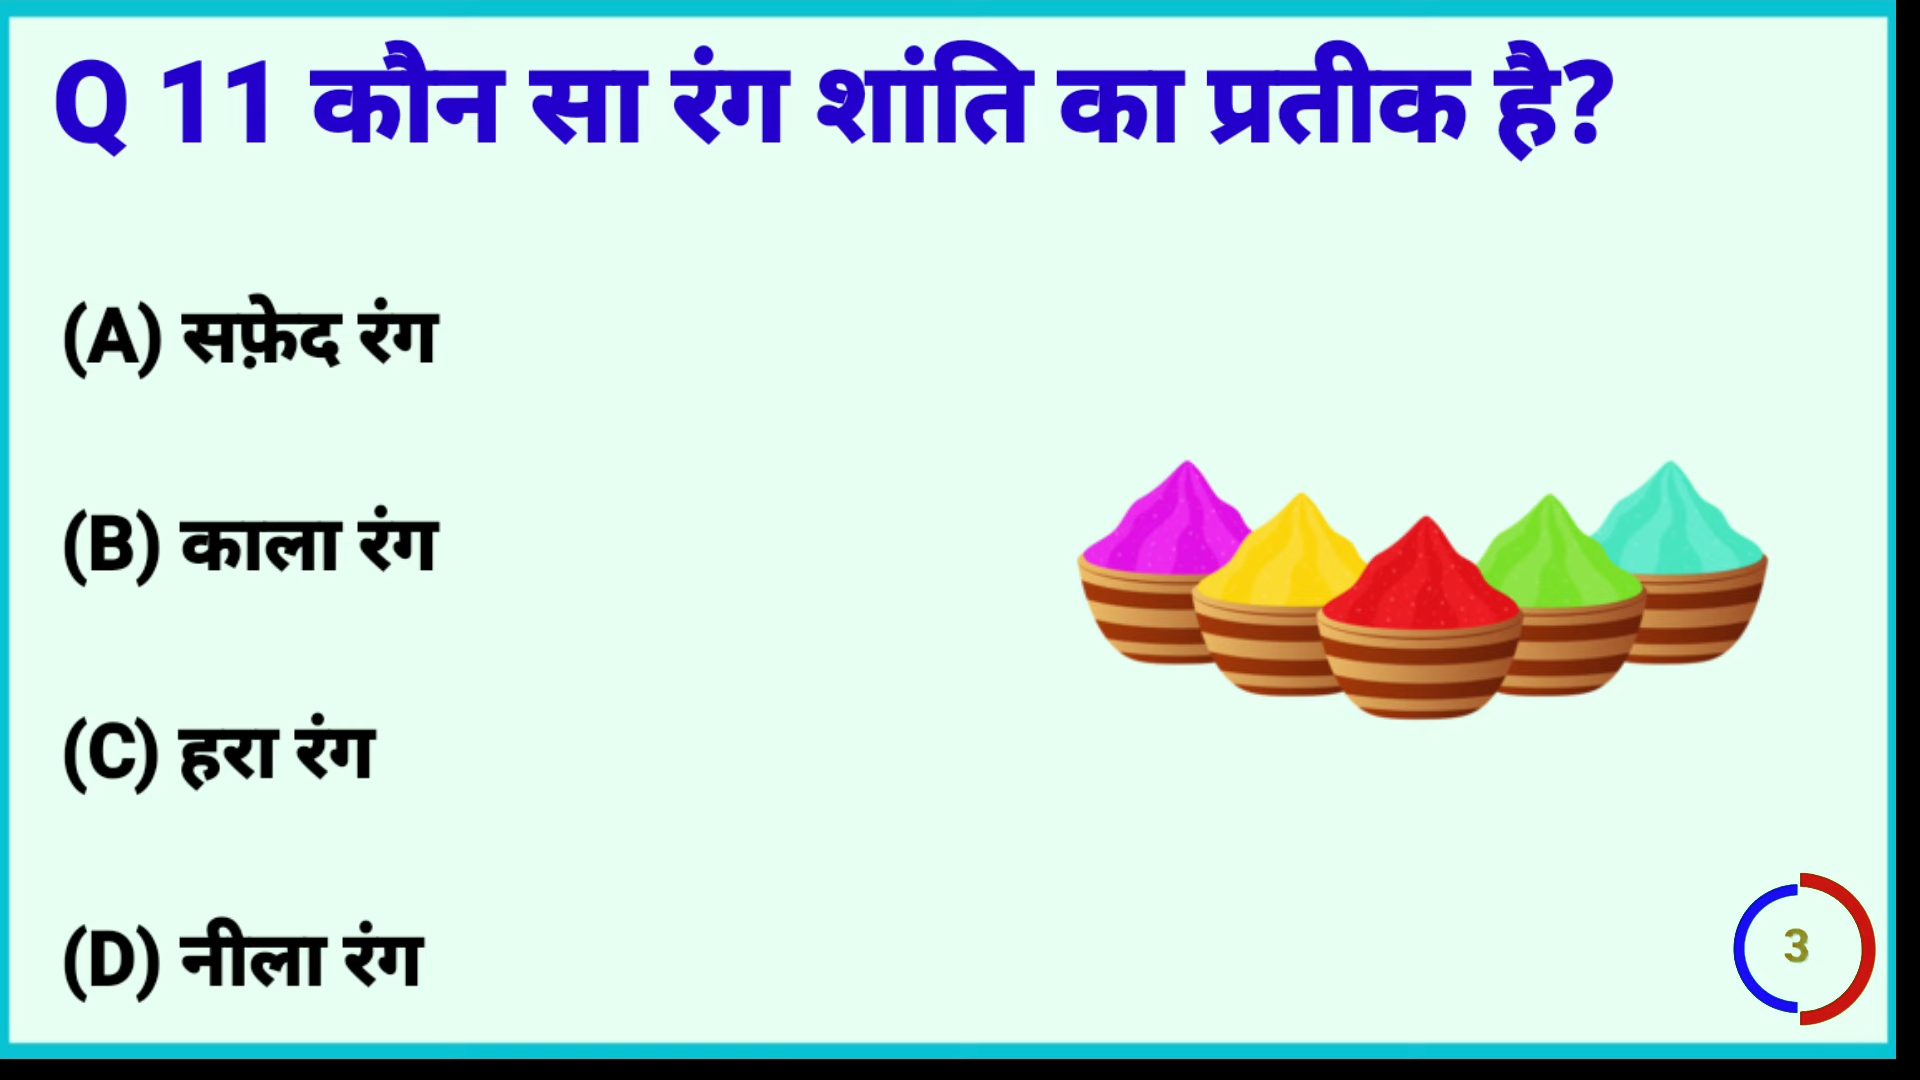 Q 11 कौन सा रंग शांति का प्रतीक है?
(A) सफ़ेद रंग
(B) काला रंग
(C) हरा रंग
(D) नीला रंग
3